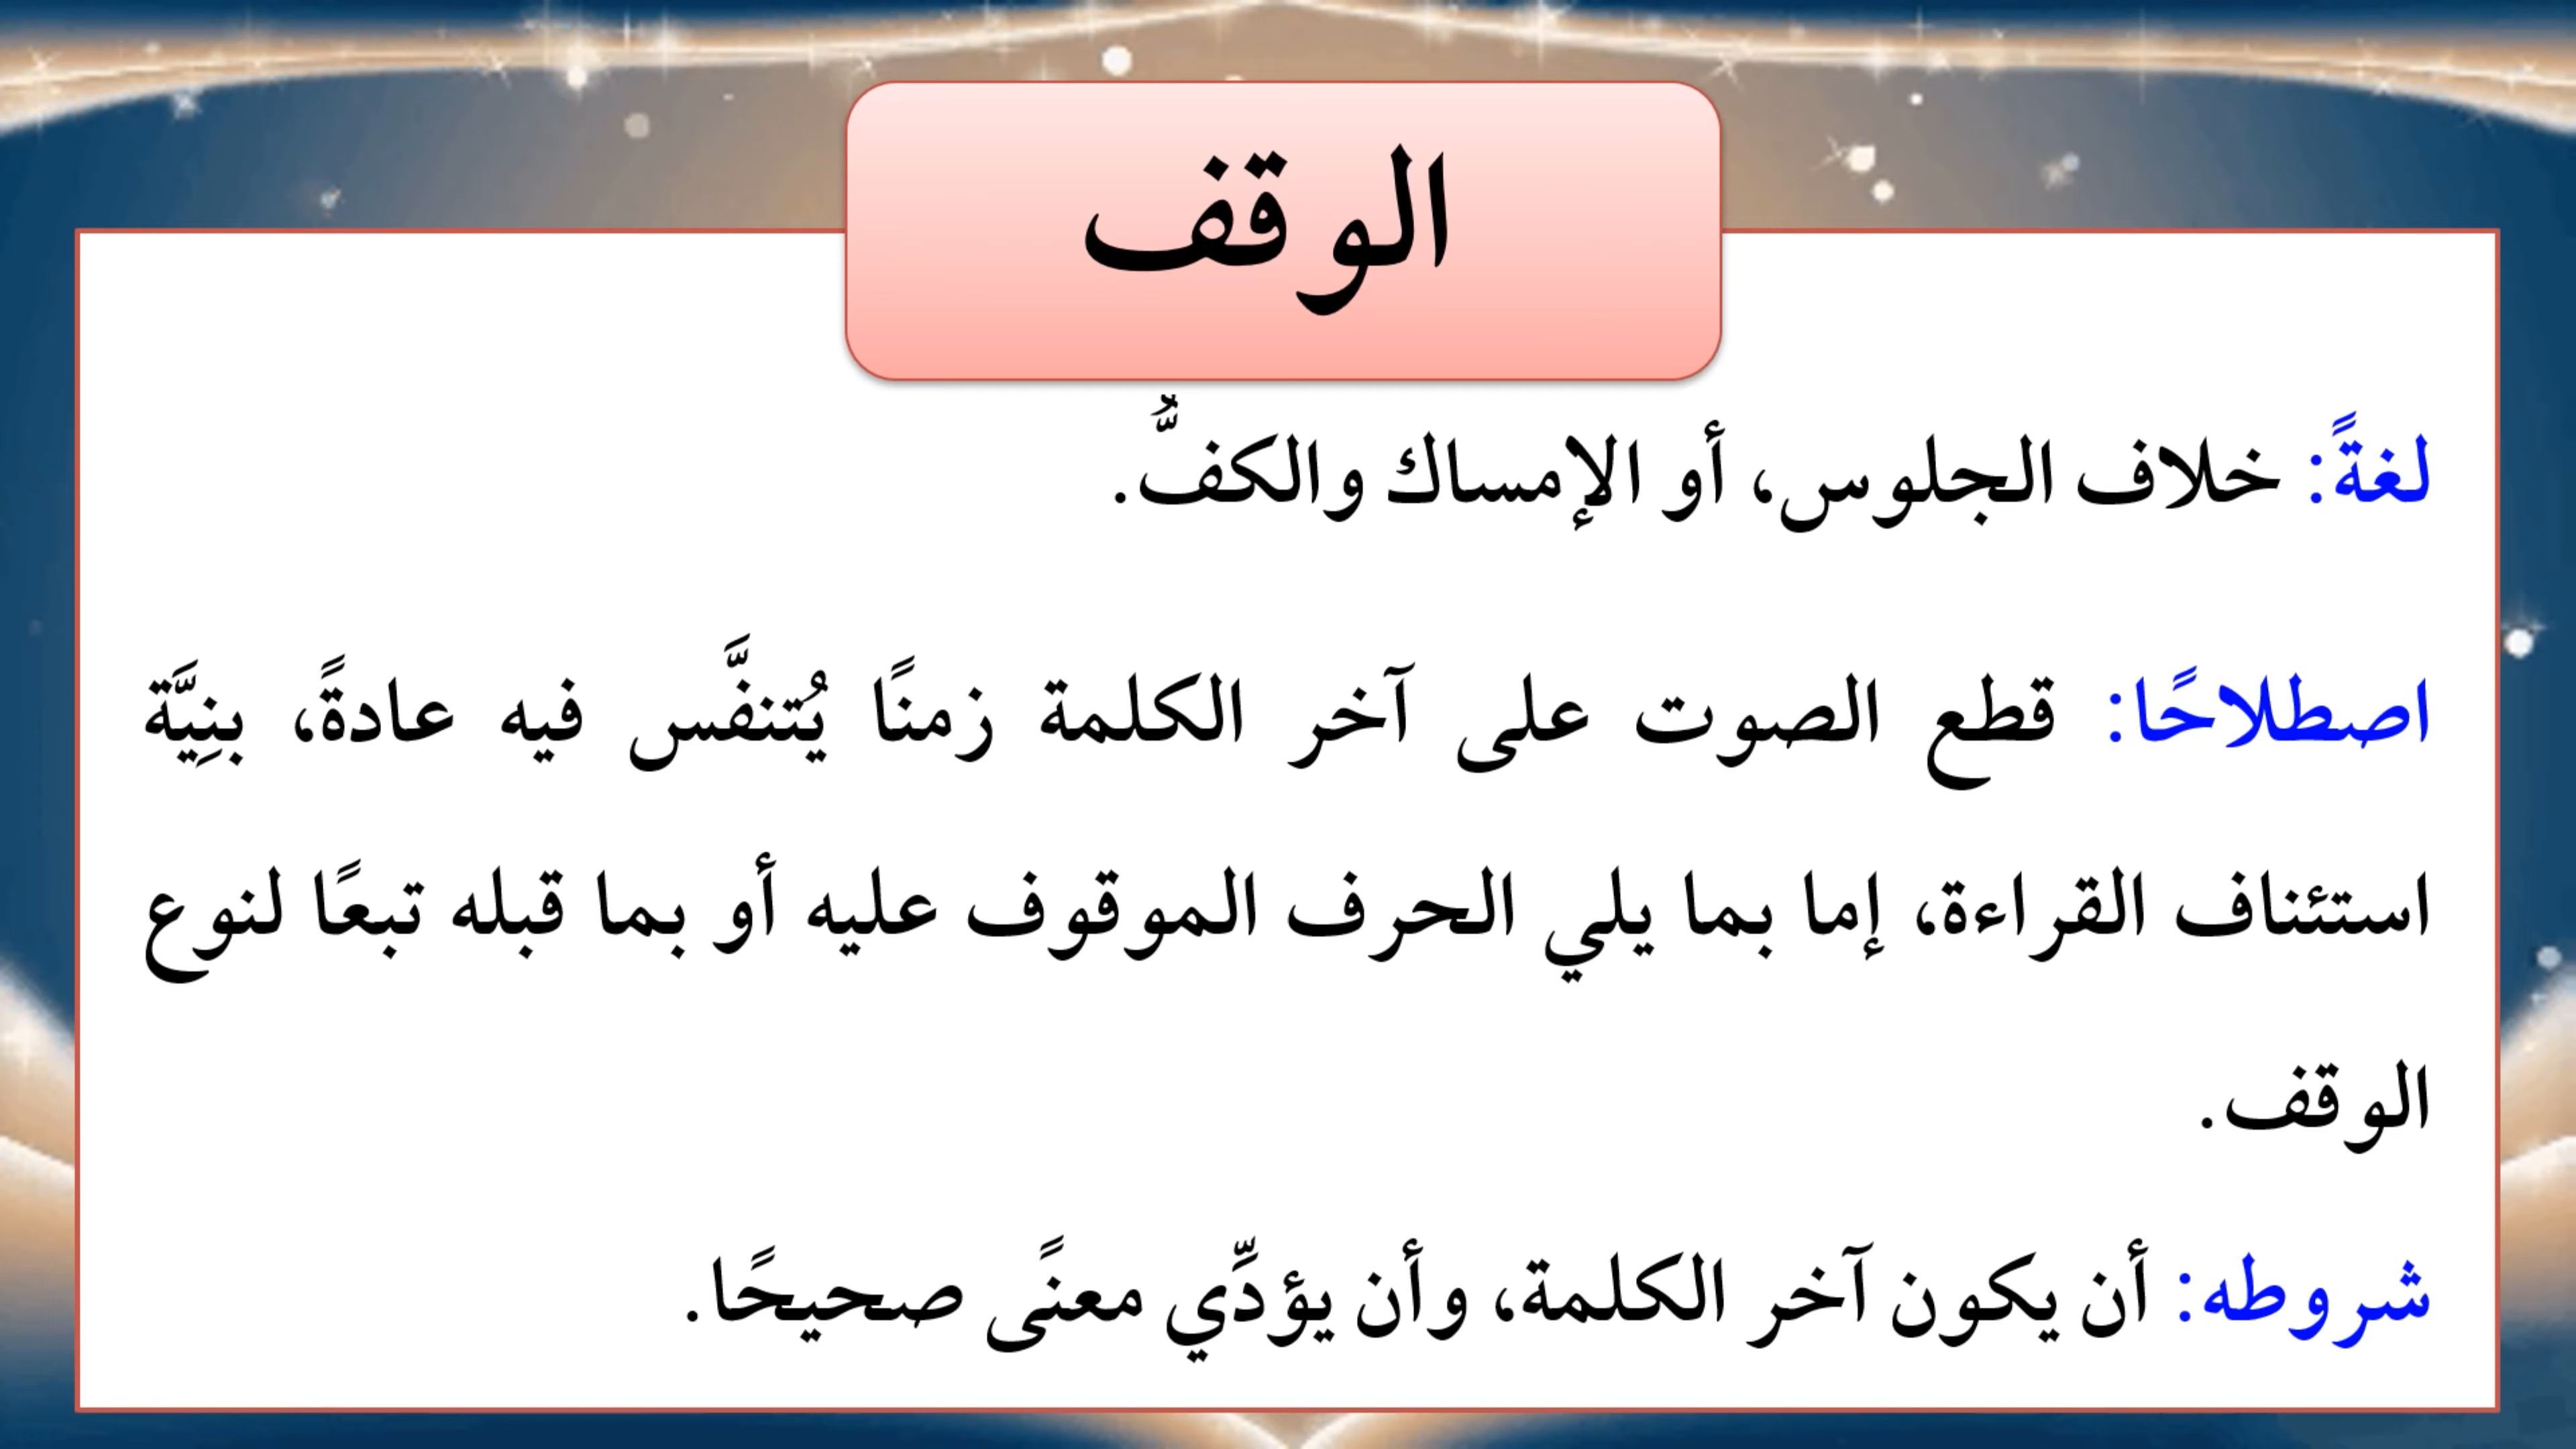 الوقف
لغةً: خلاف الجلوس، أو الإمساك والكفُّ.
اصطلاحًا: قطع الصوت على آخر الكلمة زمنًا يُتنفَّس فيه عادةً، بنِيَّة
استئناف القراءة، إما بما يلي الحرف الموقوف عليه أو بما قبله تبعًا لنوع
الوقف.
شروطه: أن يكون آخر الكلمة، وأن يؤدِّي معنًى صحيحًا.